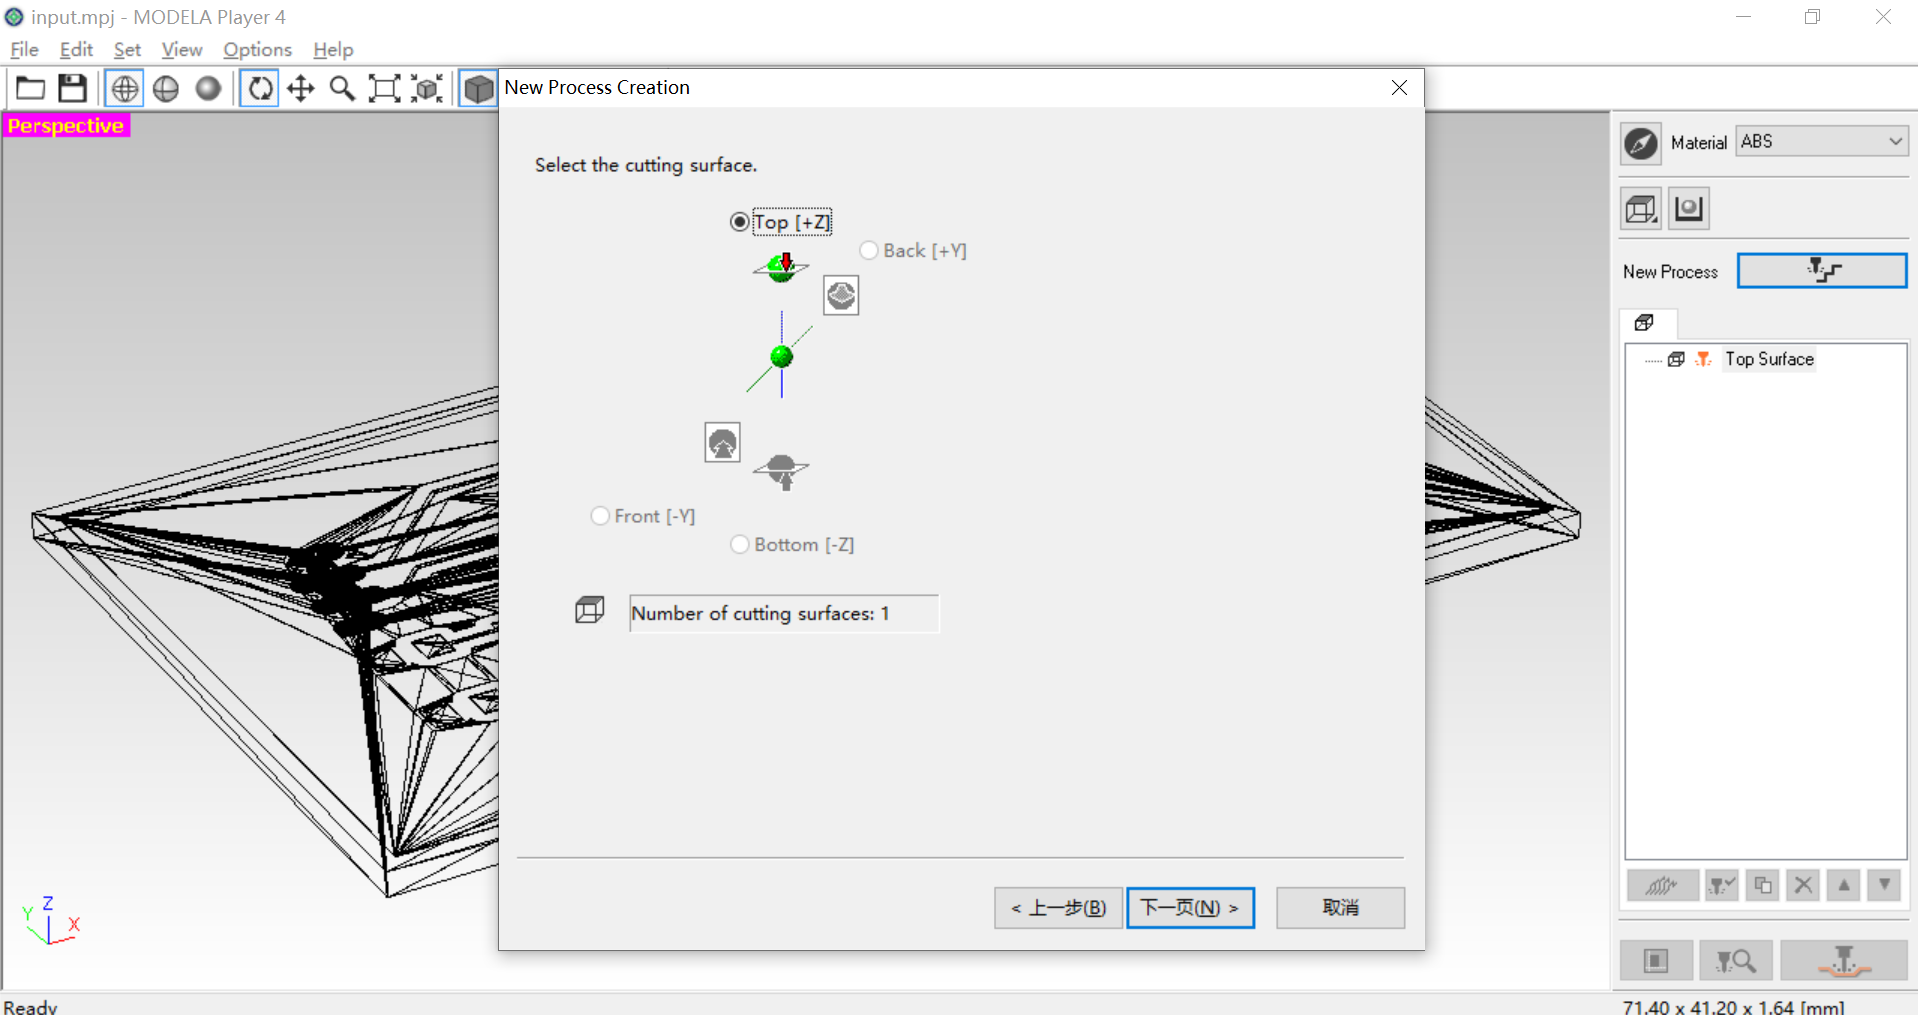 input.mpj - MODELA Player 4
File Edit Set View Options Help
New Process Creation
Perspective
Select the cutting surface.
Top [+Z]
Back [+Y]
Front [-Y]
Bottom [-Z]
Number of cutting surfaces: 1
< 上一步(B)
下一页(N) >
取消
Material ABS
New Process
Top Surface
Z
Y
X
Ready
71.40 x 41.20 x 1.64 [mm]